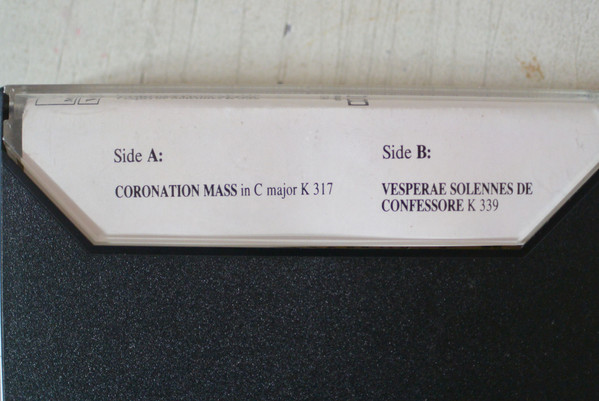 Side A:
CORONATION MASS in C major K 317
Side B:
VESPERAE SOLENNES DE
CONFESSORE K 339